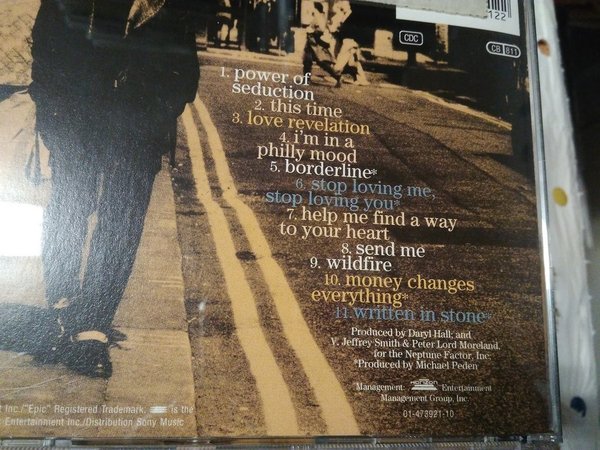 122
CDC
CB 811
1. power of
seduction
2. this time
3. love revelation
4. i'm in a
philly mood
5. borderline*
6. stop loving me,
stop loving you*
7. help me find a way
to your heart
8. send me
9. wildfire
10. money changes
everything*
11. written in stone*
Produced by Daryl Hall; and
V. Jeffrey Smith & Peter Lord Moreland,
for the Neptune Factor, Inc.
*Produced by Michael Peden
Management: Entertainment
Management Group, Inc.
01-473921-10
t Inc./"Epic" Registered Trademark, is the
Entertainment Inc./Distribution Sony Music